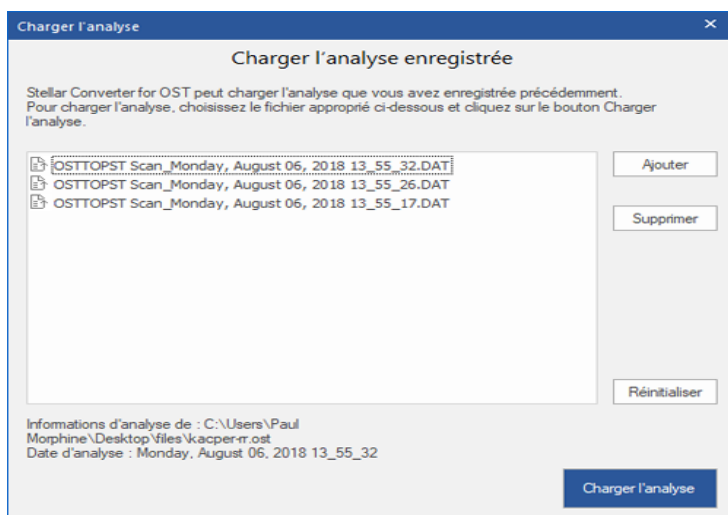 Charger l'analyse
Charger l'analyse enregistrée
Stellar Converter for OST peut charger l'analyse que vous avez enregistrée précédemment.
Pour charger l'analyse, choisissez le fichier approprié ci-dessous et cliquez sur le bouton Charger
l'analyse.
OSTTOPST Scan_Monday, August 06, 2018 13_55_32.DAT
OSTTOPST Scan_Monday, August 06, 2018 13_55_26.DAT
OSTTOPST Scan_Monday, August 06, 2018 13_55_17.DAT
Ajouter
Supprimer
Réinitialiser
Informations d'analyse de : C:\Users\Paul
Morphine\Desktop\files\kacper-rr.ost
Date d'analyse : Monday, August 06, 2018 13_55_32
Charger l'analyse